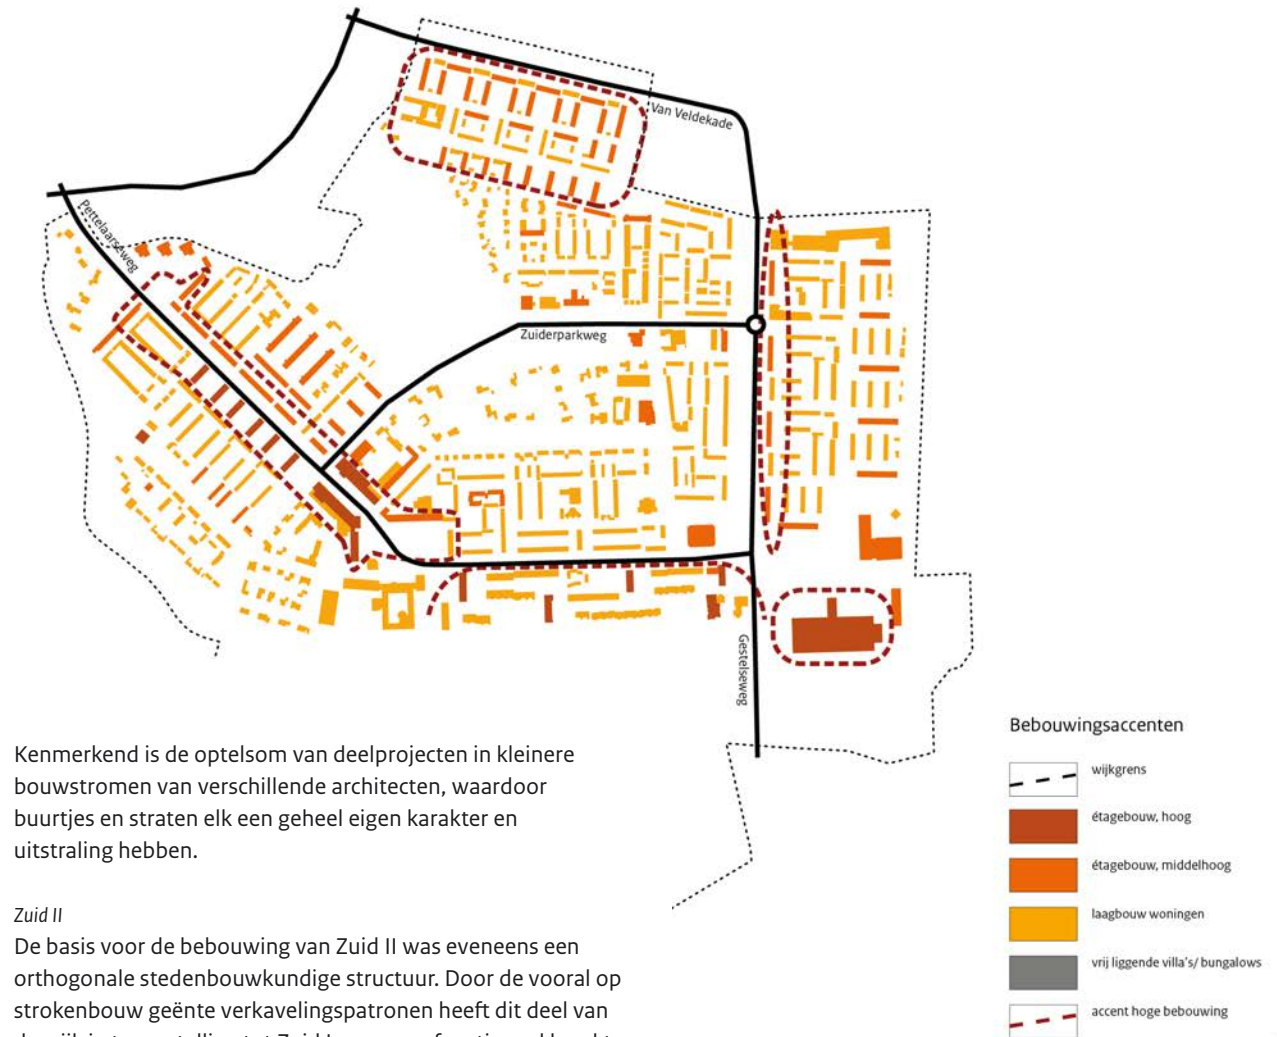 Van Veldekade
Pettelaarseweg
Zuiderparkweg
Gestelseweg
Kenmerkend is de optelsom van deelprojecten in kleinere
bouwstromen van verschillende architecten, waardoor
buurtjes en straten elk een geheel eigen karakter en
uitstraling hebben.
Zuid II
De basis voor de bebouwing van Zuid II was eveneens een
orthogonale stedenbouwkundige structuur. Door de vooral op
strokenbouw geënte verkavelingspatronen heeft dit deel van
Bebouwingsaccenten
wijkgrens
étagebouw, hoog
étagebouw, middelhoog
laagbouw woningen
vrij liggende villa's/ bungalows
accent hoge bebouwing